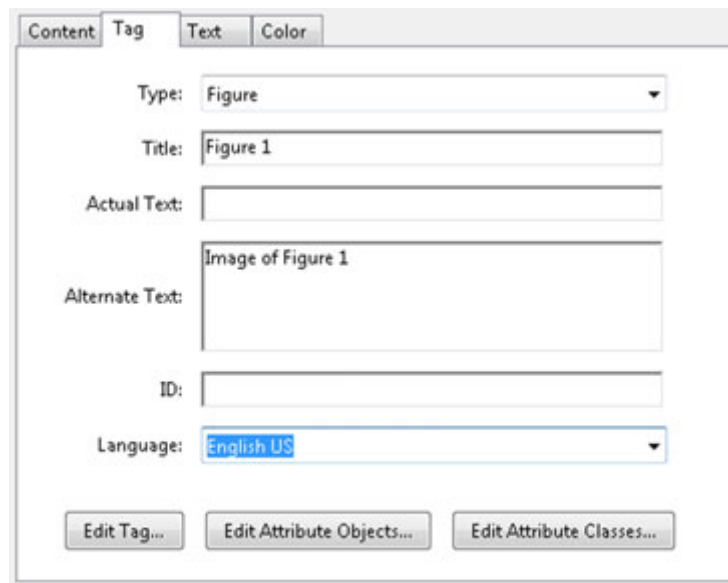 Content Tag Text Color
Type: Figure
Title: Figure 1
Actual Text:
Alternate Text: Image of Figure 1
ID:
Language: English US
Edit Tag... Edit Attribute Objects... Edit Attribute Classes...